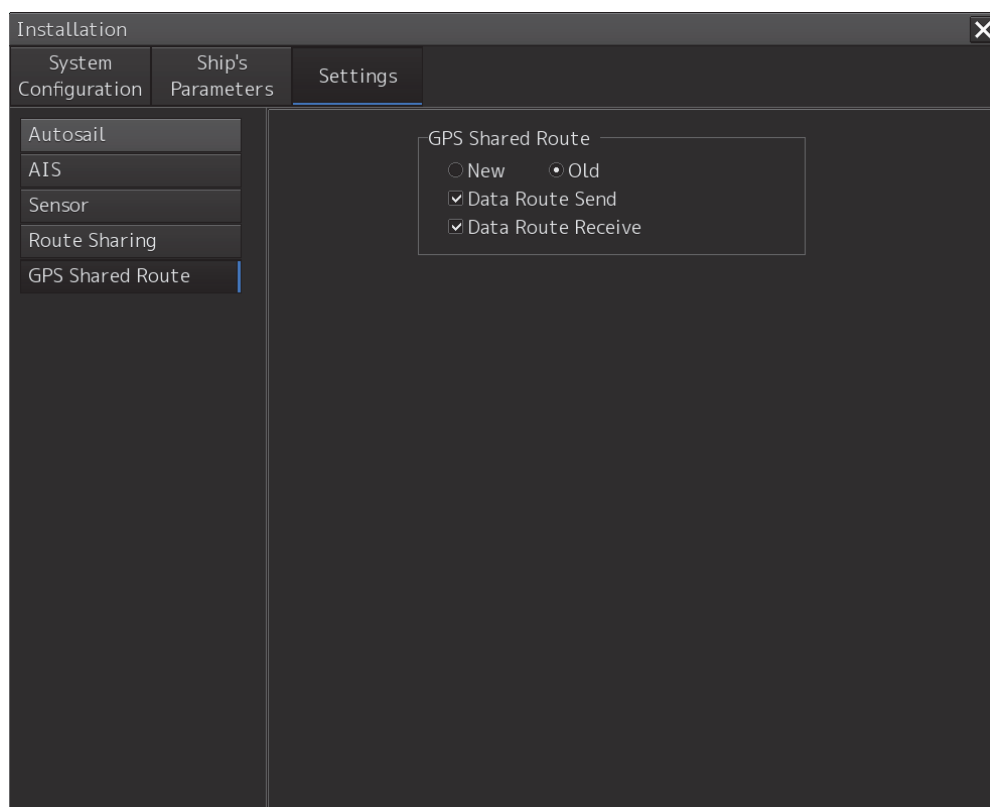 Installation
System
Configuration
Ship's
Parameters
Settings
Autosail
AIS
Sensor
Route Sharing
GPS Shared Route
GPS Shared Route
New
Old
Data Route Send
Data Route Receive